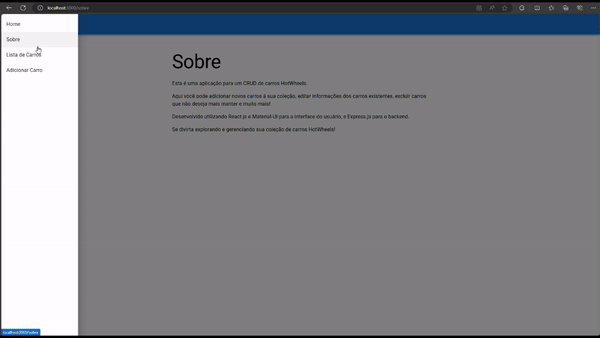 localhost:3000/sobre
Home
Sobre
Lista de Carros
Adicionar Carro
Sobre
Esta é uma aplicação para um CRUD de carros HotWheels.
Aqui você pode adicionar novos carros à sua coleção, editar informações dos carros existentes, excluir carros
que não deseja mais manter e muito mais!
Desenvolvido utilizando React.js e Material-UI para a interface do usuário, e Express.js para o backend.
Se divirta explorando e gerenciando sua coleção de carros HotWheels!
localhost:3000/sobre